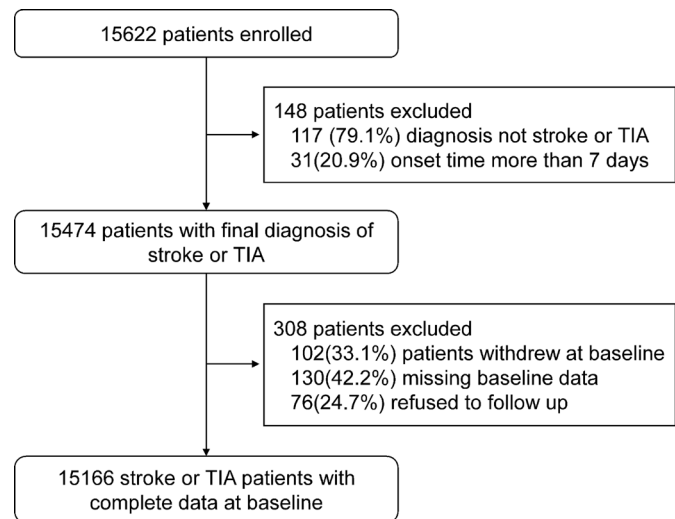 15622 patients enrolled
148 patients excluded
117 (79.1%) diagnosis not stroke or TIA
31(20.9%) onset time more than 7 days
15474 patients with final diagnosis of
stroke or TIA
308 patients excluded
102(33.1%) patients withdrew at baseline
130(42.2%) missing baseline data
76(24.7%) refused to follow up
15166 stroke or TIA patients with
complete data at baseline